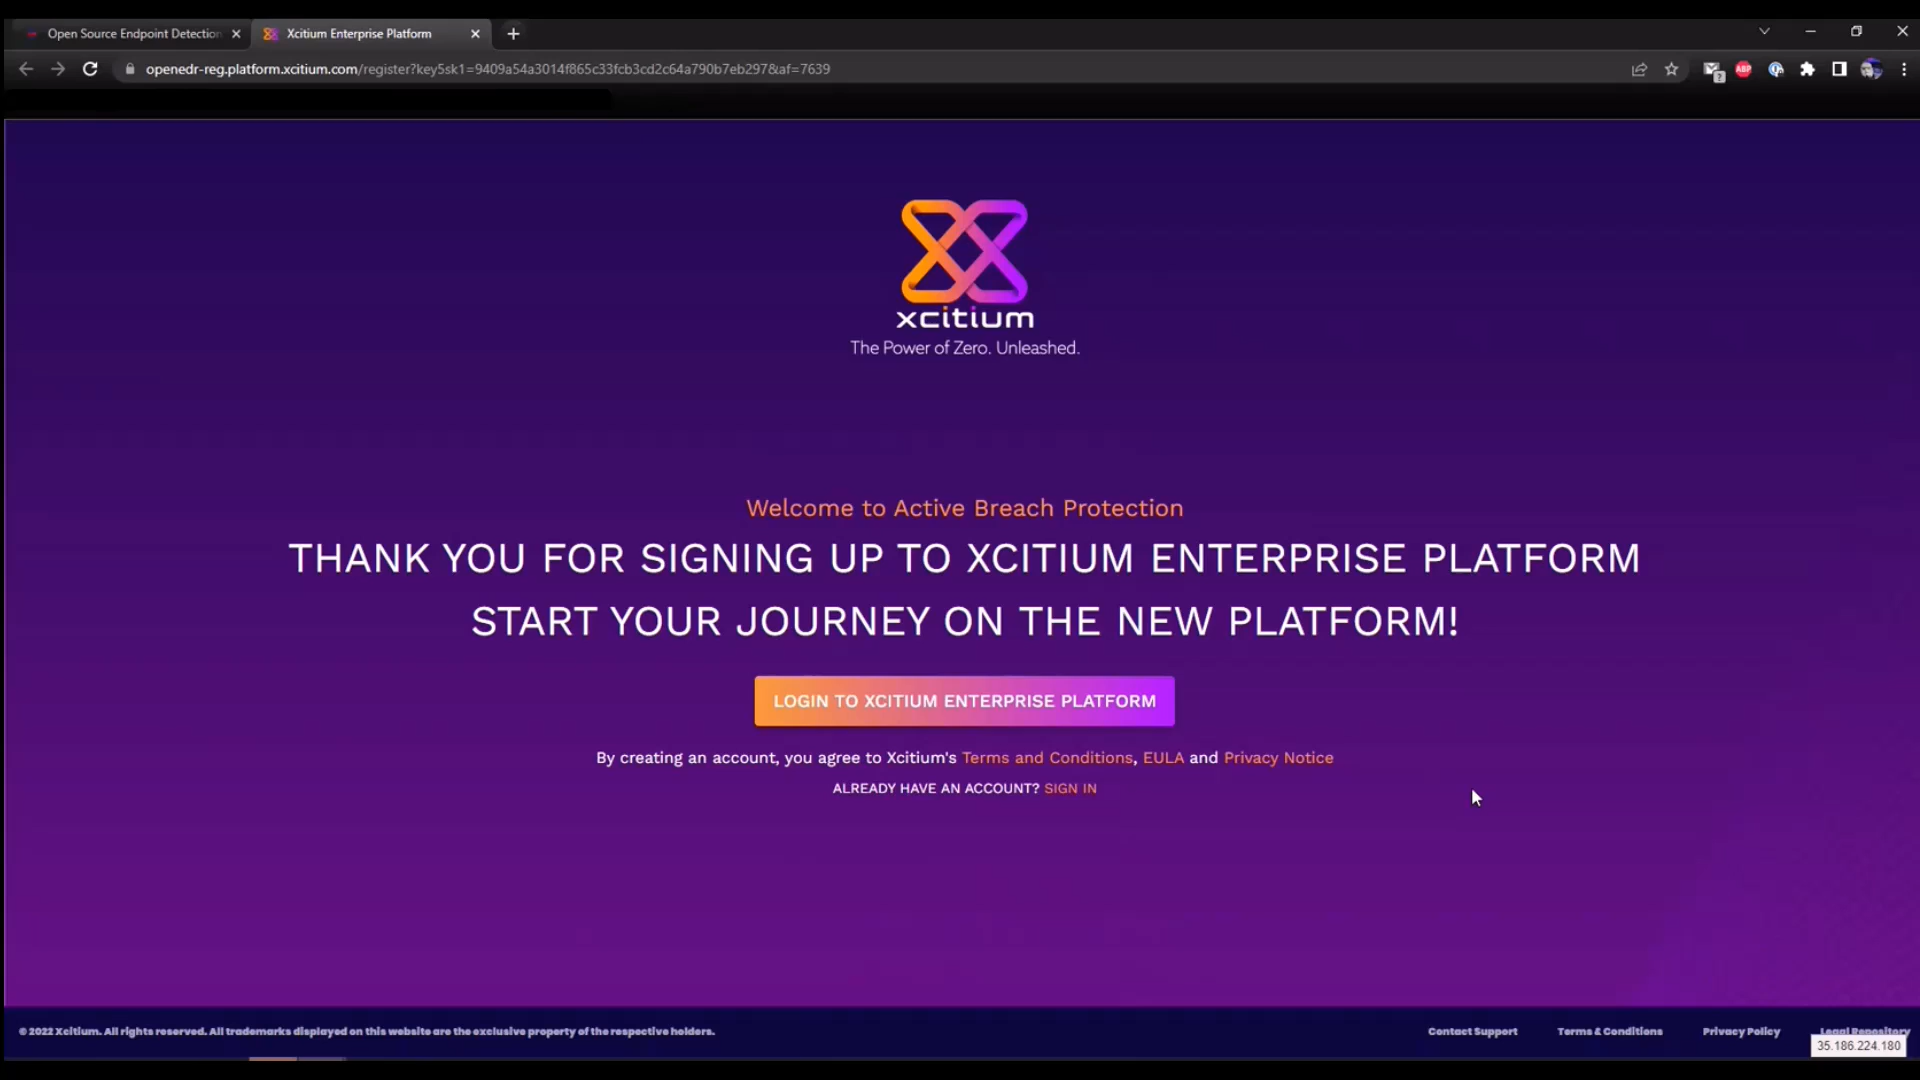 Open Source Endpoint Detection
Xcitium Enterprise Platform
openedr-reg.platform.xcitium.com/register?key5sk1=9409a54a3014f865c33fcb3cd2c64a790b7eb297&af=7639
ABP
xcitium
The Power of Zero. Unleashed.
Welcome to Active Breach Protection
THANK YOU FOR SIGNING UP TO XCITIUM ENTERPRISE PLATFORM
START YOUR JOURNEY ON THE NEW PLATFORM!
LOGIN TO XCITIUM ENTERPRISE PLATFORM
By creating an account, you agree to Xcitium's Terms and Conditions, EULA and Privacy Notice
ALREADY HAVE AN ACCOUNT? SIGN IN
© 2022 Xcitium. All rights reserved. All trademarks displayed on this website are the exclusive property of the respective holders.
Contact Support
Terms & Conditions
Privacy Policy
Legal Repository
35.186.224.180